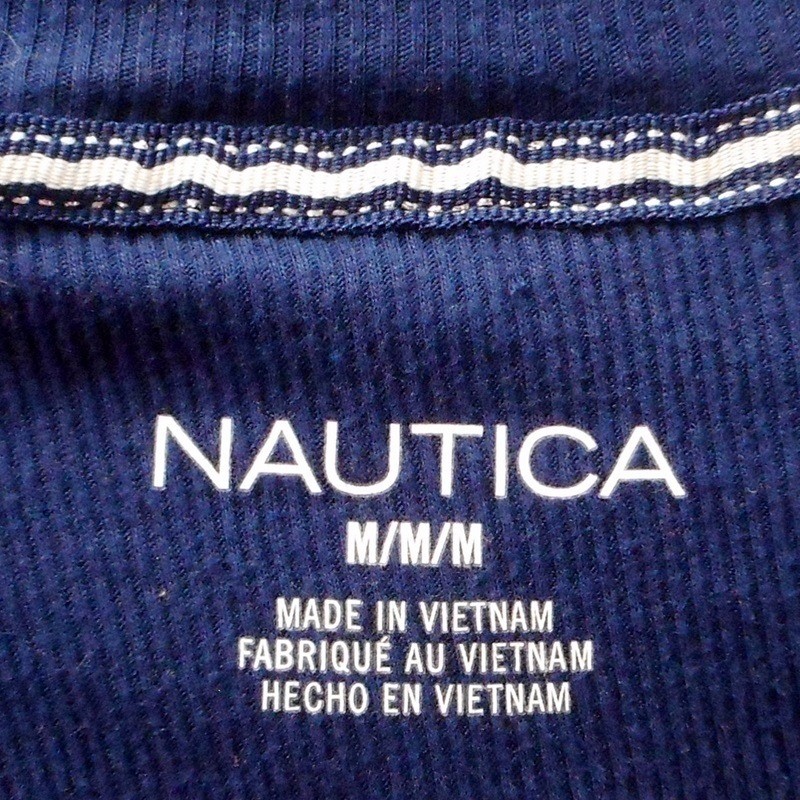 NAUTICA
M/M/M
MADE IN VIETNAM
FABRIQUÉ AU VIETNAM
HECHO EN VIETNAM